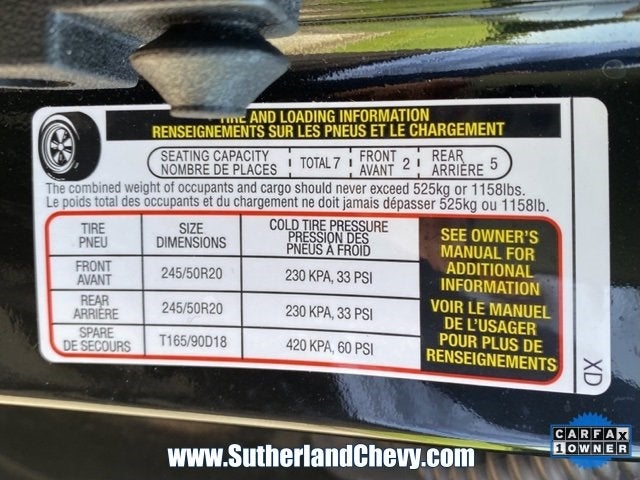 TIRE AND LOADING INFORMATION
RENSEIGNEMENTS SUR LES PNEUS ET LE CHARGEMENT
SEATING CAPACITY
NOMBRE DE PLACES
TOTAL 7
FRONT
AVANT 2
REAR
ARRIÈRE 5
The combined weight of occupants and cargo should never exceed 525kg or 1158lbs.
Le poids total des occupants et du chargement ne doit jamais dépasser 525kg ou 1158lb.
TIRE
PNEU
SIZE
DIMENSIONS
COLD TIRE PRESSURE
PRESSION DES
PNEUS À FROID
FRONT
AVANT
245/50R20
230 KPA, 33 PSI
REAR
ARRIÈRE
245/50R20
230 KPA, 33 PSI
SPARE
DE SECOURS
T165/90D18
420 KPA, 60 PSI
SEE OWNER'S
MANUAL FOR
ADDITIONAL
INFORMATION
VOIR LE MANUEL
DE L'USAGER
POUR PLUS DE
RENSEIGNEMENTS
XD
CARFAX
1 OWNER
www.SutherlandChevy.com